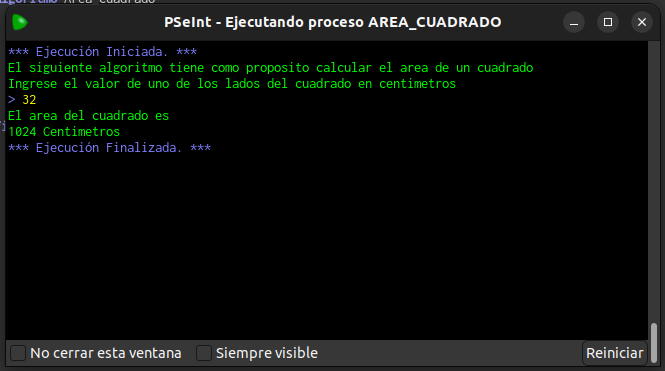 Algoritmo Area_cuadrado
PSeInt - Ejecutando proceso AREA_CUADRADO
*** Ejecución Iniciada. ***
El siguiente algoritmo tiene como proposito calcular el area de un cuadrado
Ingrese el valor de uno de los lados del cuadrado en centimetros
> 32
El area del cuadrado es
1024 Centimetros
*** Ejecución Finalizada. ***
No cerrar esta ventana
Siempre visible
Reiniciar